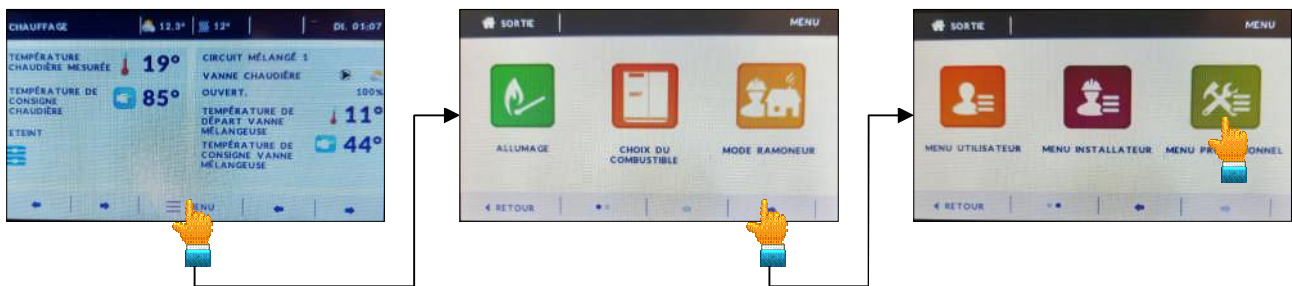 CHAUFFAGE
12.3°
12°
DI. 01:07
TEMPÉRATURE
CHAUDIÈRE MESURÉE
19°
TEMPÉRATURE DE
CONSIGNE
CHAUDIÈRE
85°
ETEINT
CIRCUIT MÉLANGÉ 1
VANNE CHAUDIÈRE
OUVERT.
100%
TEMPÉRATURE DE
DÉPART VANNE
MÉLANGEUSE
11°
TEMPÉRATURE DE
CONSIGNE VANNE
MÉLANGEUSE
44°
ENU
SORTIE
MENU
ALLUMAGE
CHOIX DU
COMBUSTIBLE
MODE RAMONEUR
RETOUR
SORTIE
MENU
MENU UTILISATEUR
MENU INSTALLATEUR
MENU PR
ONNEL
RETOUR